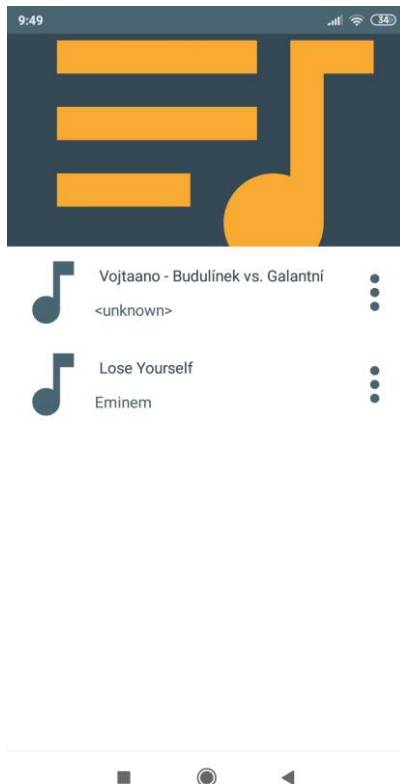 9:49
34
Vojtaano - Budulínek vs. Galantní
<unknown>
Lose Yourself
Eminem